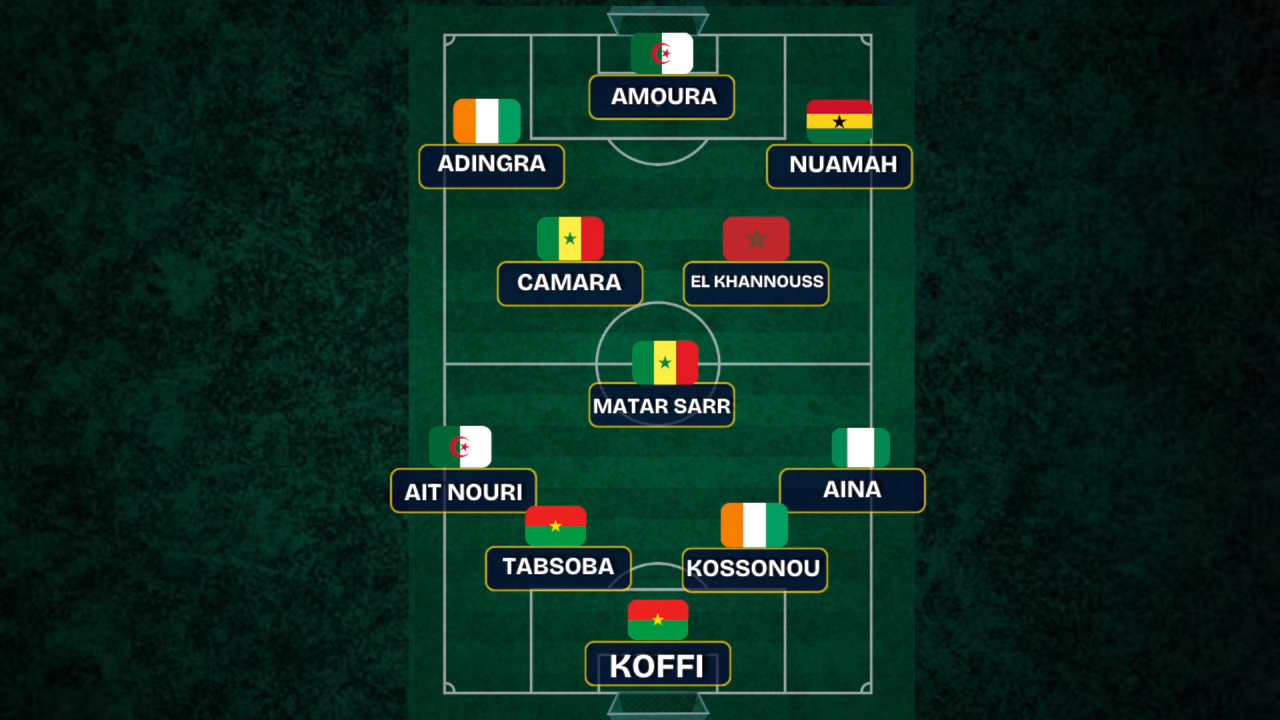 AMOURA
ADINGRA
NUAMAH
CAMARA
EL KHANNOUSS
MATAR SARR
AIT NOURI
AINA
TABSOBA
KOSSONOU
KOFFI